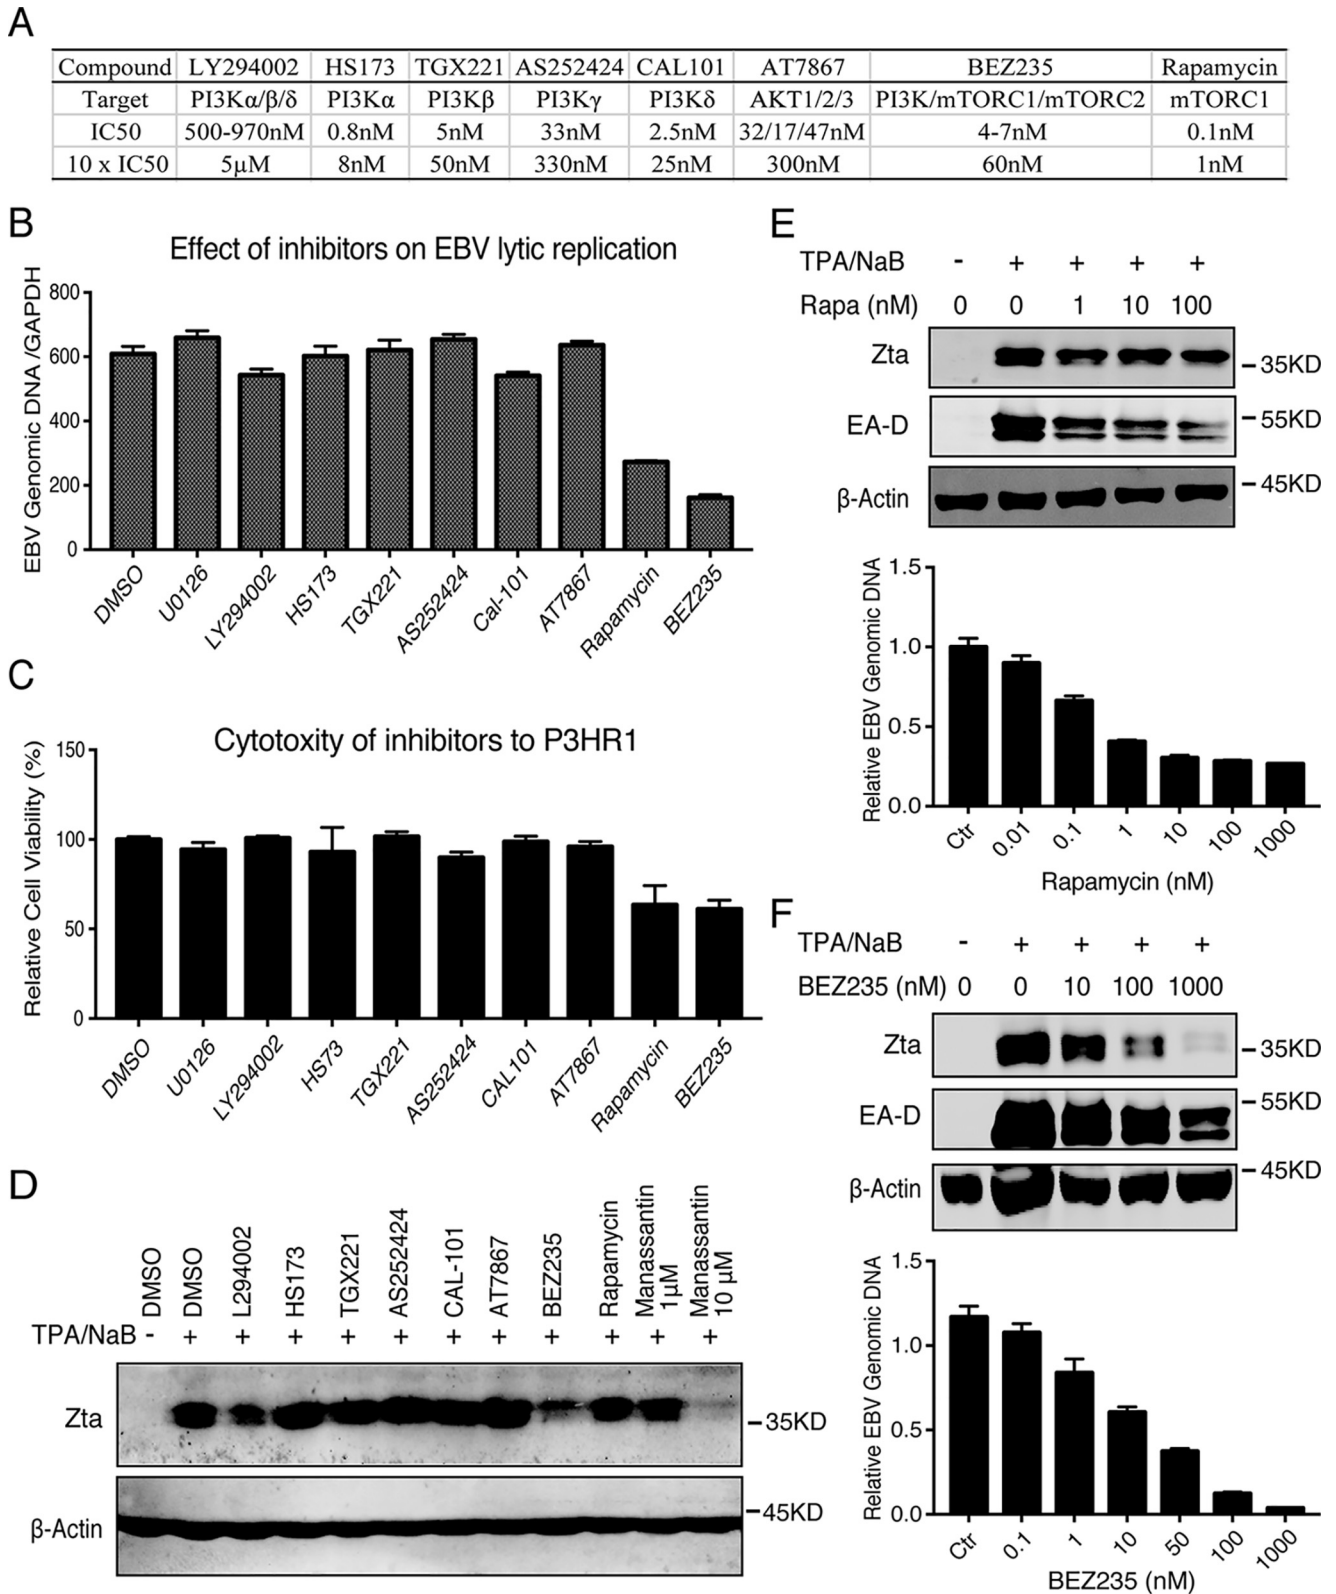 A
Compound LY294002 HS173 TGX221 AS252424 CAL101 AT7867 BEZ235 Rapamycin
Target PI3Kα/β/δ PI3Kα PI3Kβ PI3Kγ PI3Kδ AKT1/2/3 PI3K/mTORC1/mTORC2 mTORC1
IC50 500-970nM 0.8nM 5nM 33nM 2.5nM 32/17/47nM 4-7nM 0.1nM
10 x IC50 5μM 8nM 50nM 330nM 25nM 300nM 60nM 1nM
B
Effect of inhibitors on EBV lytic replication
EBV Genomic DNA /GAPDH
800
600
400
200
0
DMSO U0126 LY294002 HS173 TGX221 AS252424 Cal-101 AT7867 Rapamycin BEZ235
C
Cytotoxity of inhibitors to P3HR1
Relative Cell Viability (%)
150
100
50
0
DMSO U0126 LY294002 HS73 TGX221 AS252424 CAL101 AT7867 Rapamycin BEZ235
D
DMSO DMSO L294002 HS173 TGX221 AS252424 CAL-101 AT7867 BEZ235 Rapamycin Manassantin 1μM Manassantin 10 μM
TPA/NaB - + + + + + + + + + + +
Zta
35KD
β-Actin
45KD
E
TPA/NaB - + + + +
Rapa (nM) 0 0 1 10 100
Zta
35KD
EA-D
55KD
β-Actin
45KD
Relative EBV Genomic DNA
1.5
1.0
0.5
0.0
Ctr 0.01 0.1 1 10 100 1000
Rapamycin (nM)
F
TPA/NaB - + + + +
BEZ235 (nM) 0 0 10 100 1000
Zta
35KD
EA-D
55KD
β-Actin
45KD
Relative EBV Genomic DNA
1.5
1.0
0.5
0.0
Ctr 0.1 1 10 50 100 1000
BEZ235 (nM)